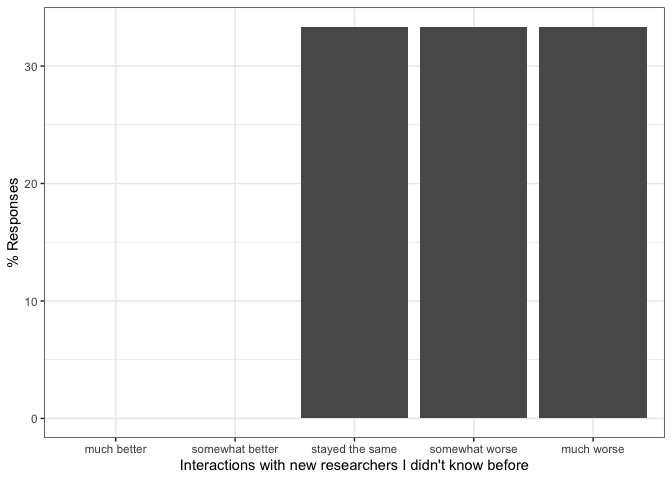 30
20
10
0
% Responses
much better somewhat better stayed the same somewhat worse much worse
Interactions with new researchers I didn't know before